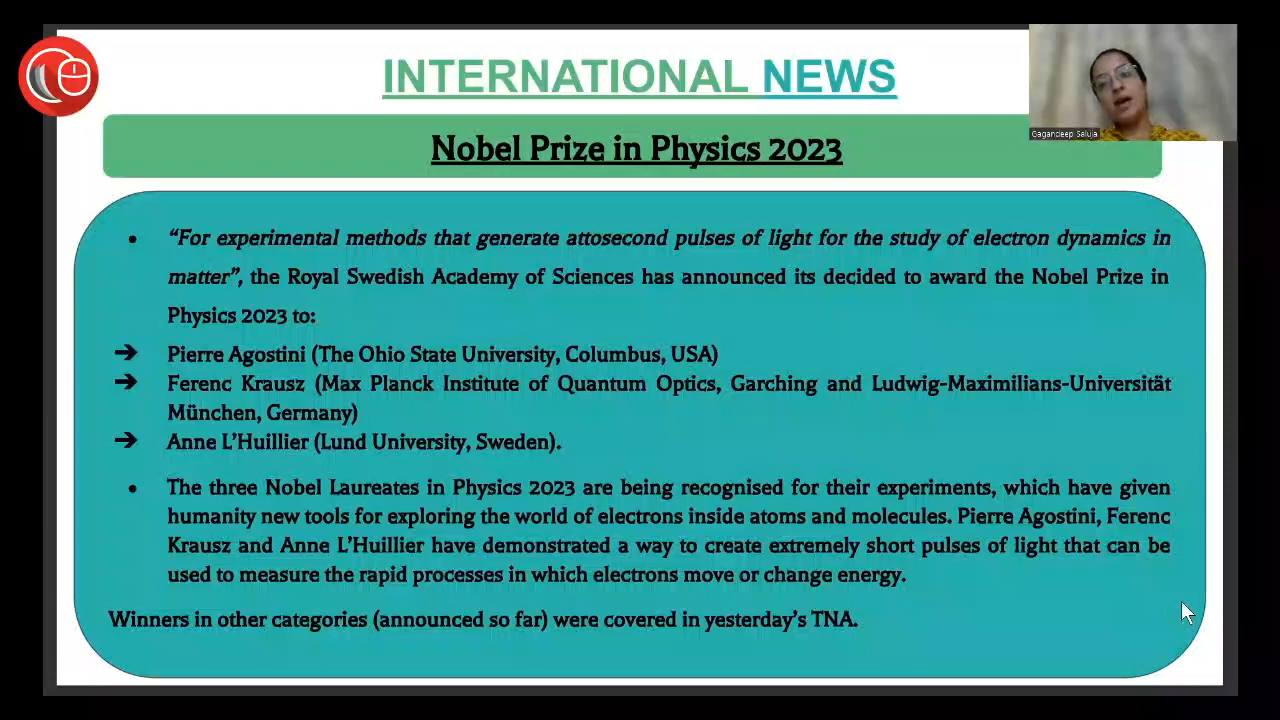 INTERNATIONAL NEWS
Gagandeep Saluja
Nobel Prize in Physics 2023
• “For experimental methods that generate attosecond pulses of light for the study of electron dynamics in
matter”, the Royal Swedish Academy of Sciences has announced its decided to award the Nobel Prize in
Physics 2023 to:
➔ Pierre Agostini (The Ohio State University, Columbus, USA)
➔ Ferenc Krausz (Max Planck Institute of Quantum Optics, Garching and Ludwig-Maximilians-Universität
München, Germany)
➔ Anne L’Huillier (Lund University, Sweden).
• The three Nobel Laureates in Physics 2023 are being recognised for their experiments, which have given
humanity new tools for exploring the world of electrons inside atoms and molecules. Pierre Agostini, Ferenc
Krausz and Anne L’Huillier have demonstrated a way to create extremely short pulses of light that can be
used to measure the rapid processes in which electrons move or change energy.
Winners in other categories (announced so far) were covered in yesterday’s TNA.